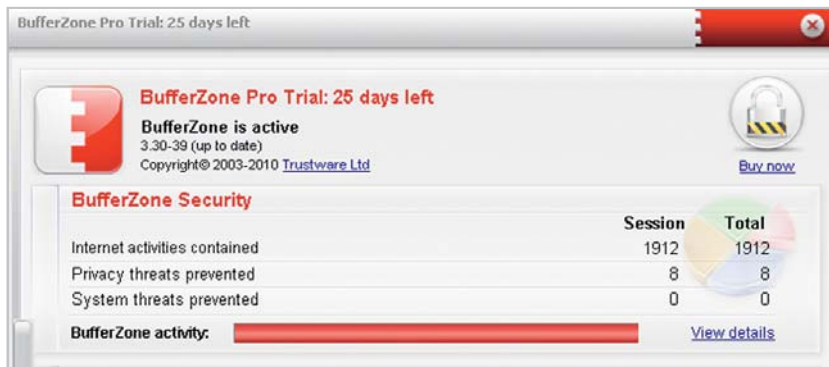 BufferZone Pro Trial: 25 days left
BufferZone Pro Trial: 25 days left
BufferZone is active
3.30-39 (up to date)
Copyright© 2003-2010 Trustware Ltd
Buy now
BufferZone Security
Session Total
Internet activities contained 1912 1912
Privacy threats prevented 8 8
System threats prevented 0 0
BufferZone activity: View details